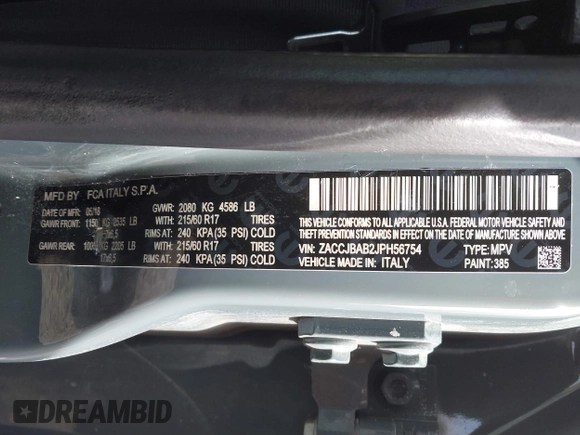 MFD BY FCA ITALY S.P.A.
DATE OF MFR 05/18 GVWR: 2080 KG 4586 LB
GAWR FRONT: 1150 KG 2535 LB WITH: 215/60 R17 TIRES
RIMS AT: 240 KPA (35 PSI) COLD
GAWR REAR: KG 2205 LB WITH: 215/60 R17 TIRES
RIMS AT: 240 KPA (35 PSI) COLD
THIS VEHICLE CONFORMS TO ALL APPLICABLE U.S.A. FEDERAL MOTOR VEHICLE SAFETY,
BUMPER, AND THEFT PREVENTION STANDARDS IN EFFECT ON THE DATE OF MANUFACTURE SHOWN ABOVE
VIN: ZACCJBAB2JPH56754 TYPE: MPV
VEHICLE MADE IN: ITALY PAINT: 385
DREAMBID